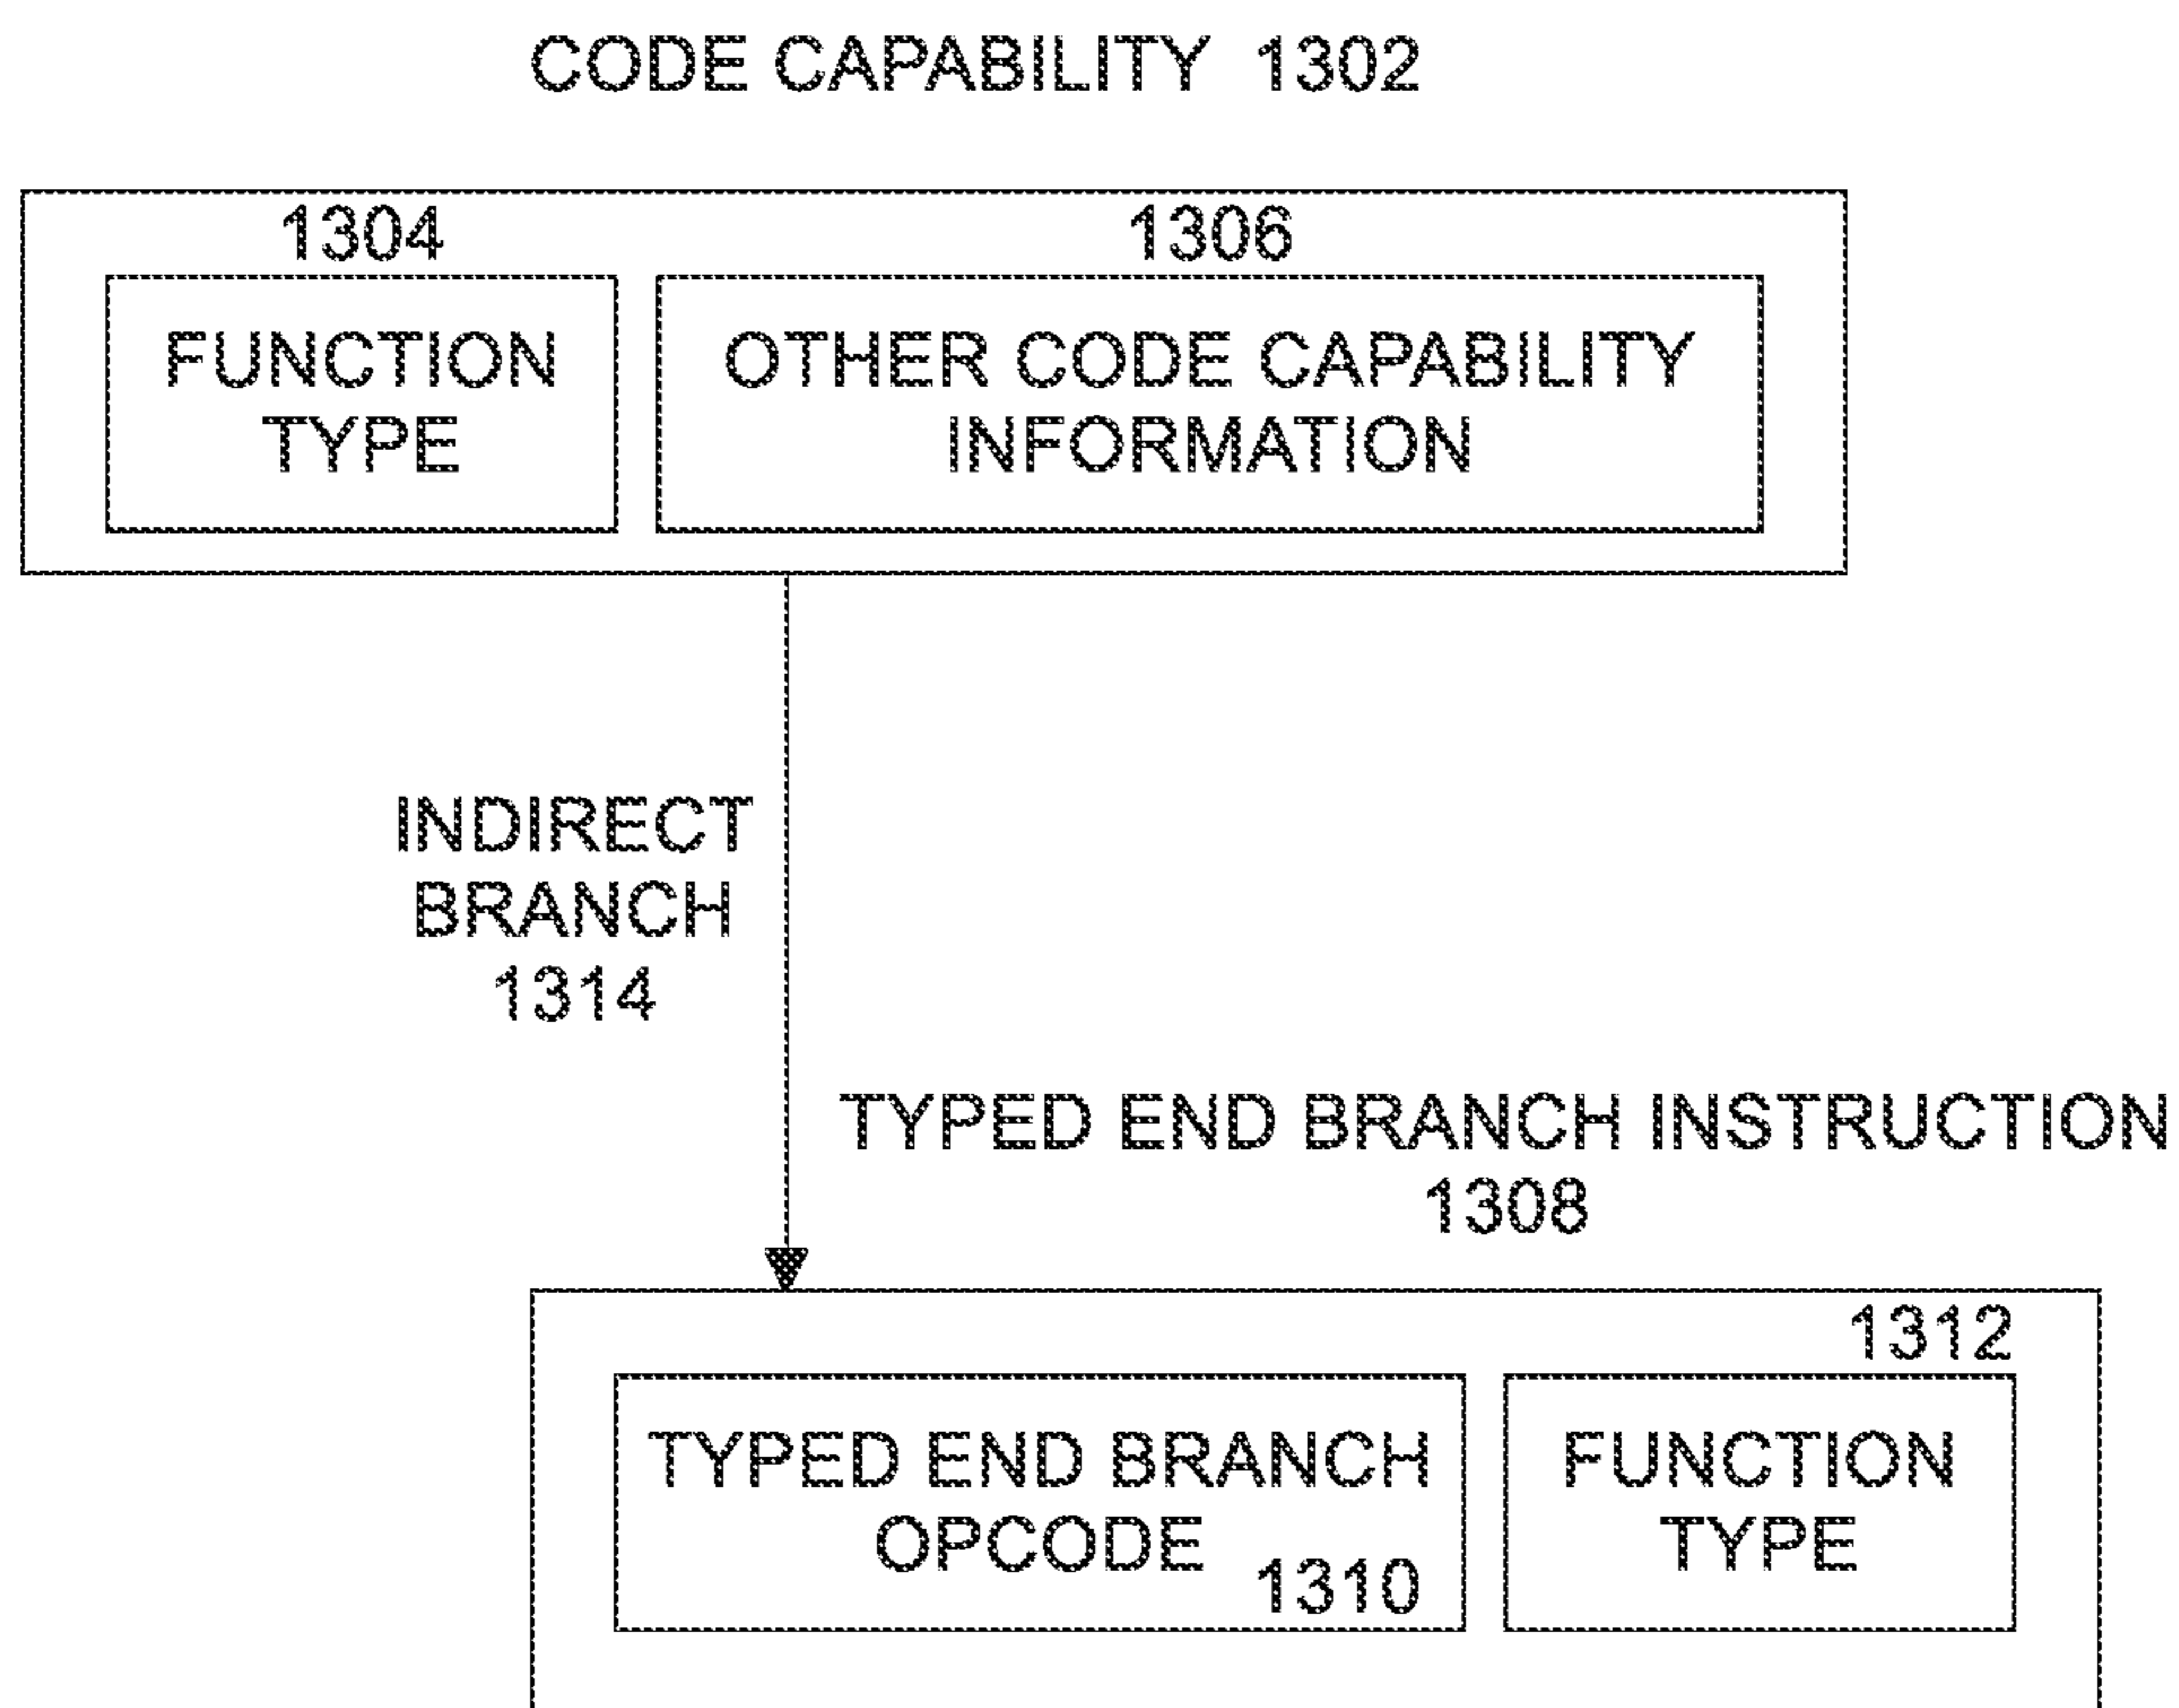 CODE CAPABILITY 1302
1304
1306
FUNCTION
TYPE
OTHER CODE CAPABILITY
INFORMATION
INDIRECT
BRANCH
1314
TYPED END BRANCH INSTRUCTION
1308
1312
TYPED END BRANCH
OPCODE 1310
FUNCTION
TYPE